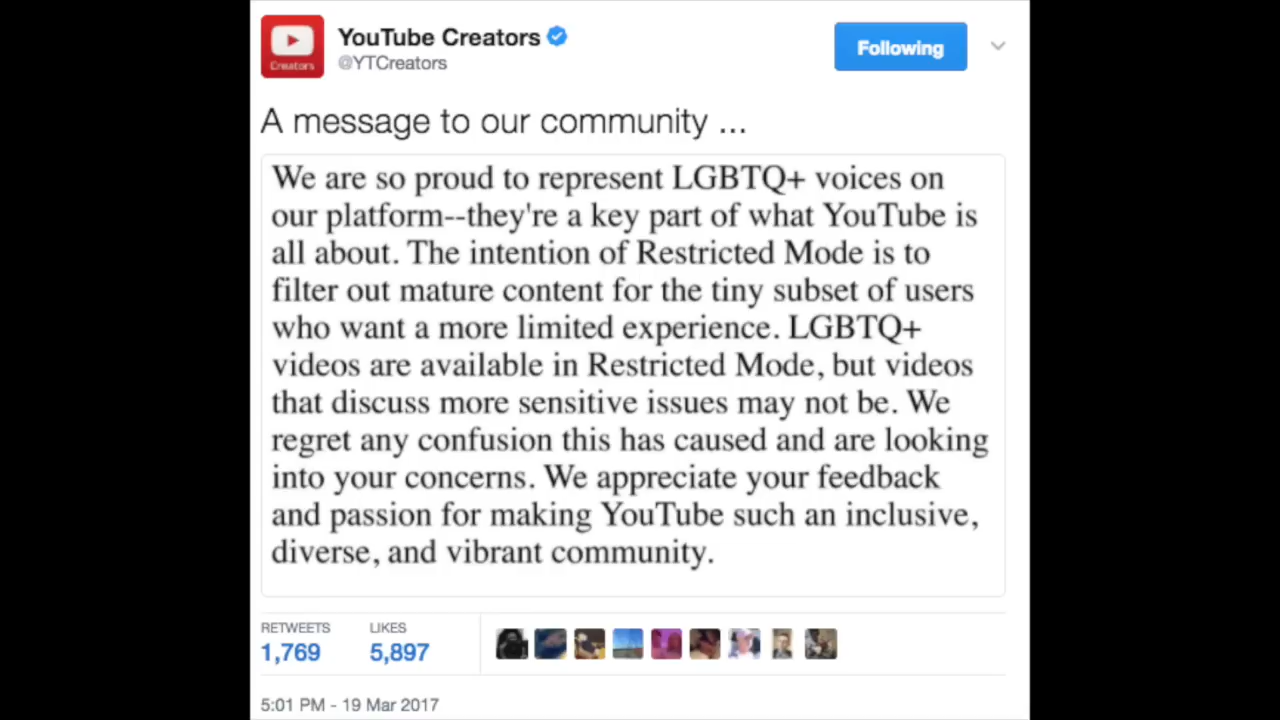 YouTube Creators
Creators
@YTCreators
Following
A message to our community ...
We are so proud to represent LGBTQ+ voices on
our platform--they're a key part of what YouTube is
all about. The intention of Restricted Mode is to
filter out mature content for the tiny subset of users
who want a more limited experience. LGBTQ+
videos are available in Restricted Mode, but videos
that discuss more sensitive issues may not be. We
regret any confusion this has caused and are looking
into your concerns. We appreciate your feedback
and passion for making YouTube such an inclusive,
diverse, and vibrant community.
RETWEETS LIKES
1,769 5,897
5:01 PM - 19 Mar 2017